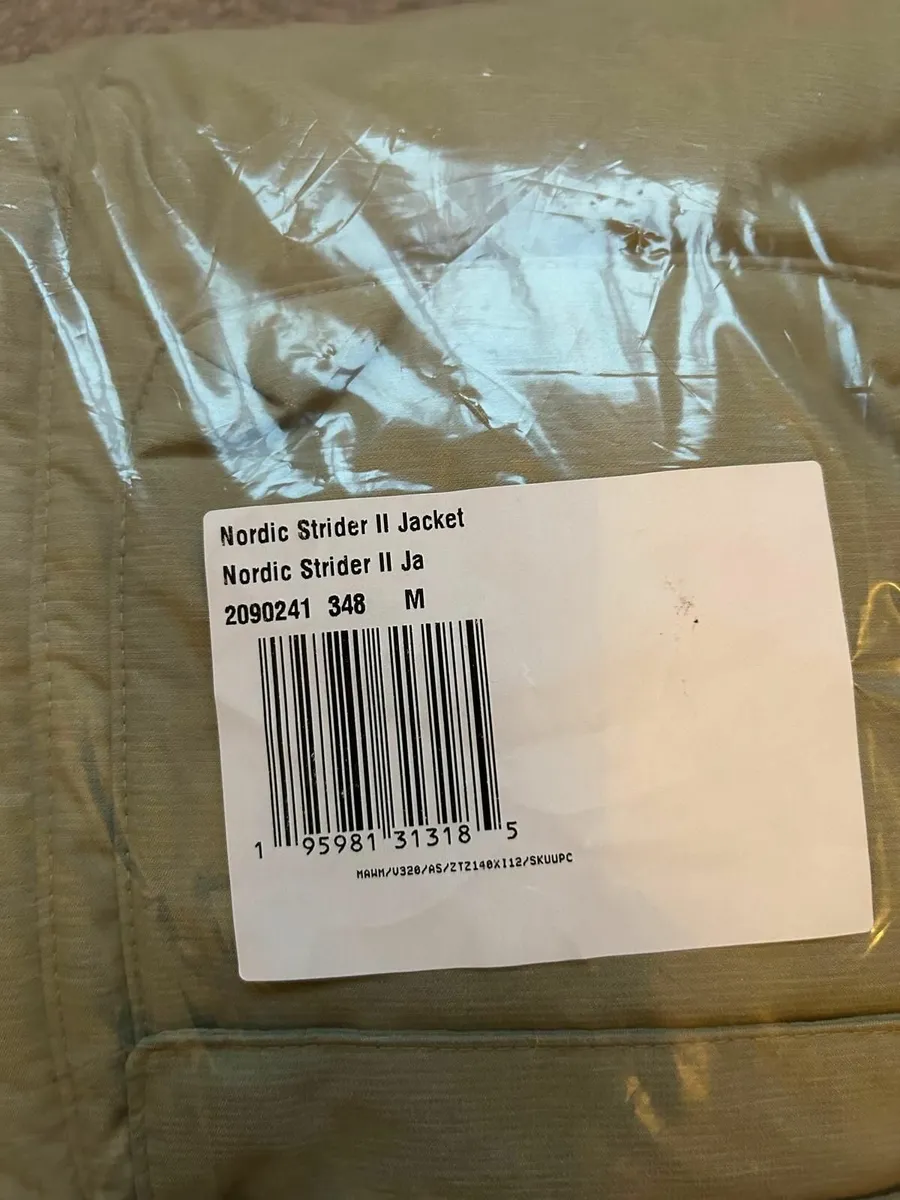 Nordic Strider II Jacket
Nordic Strider II Ja
2090241 348 M
1 95981 31318 5
MAWM/V320/AS/ZTZ140XI12/SKUUPC